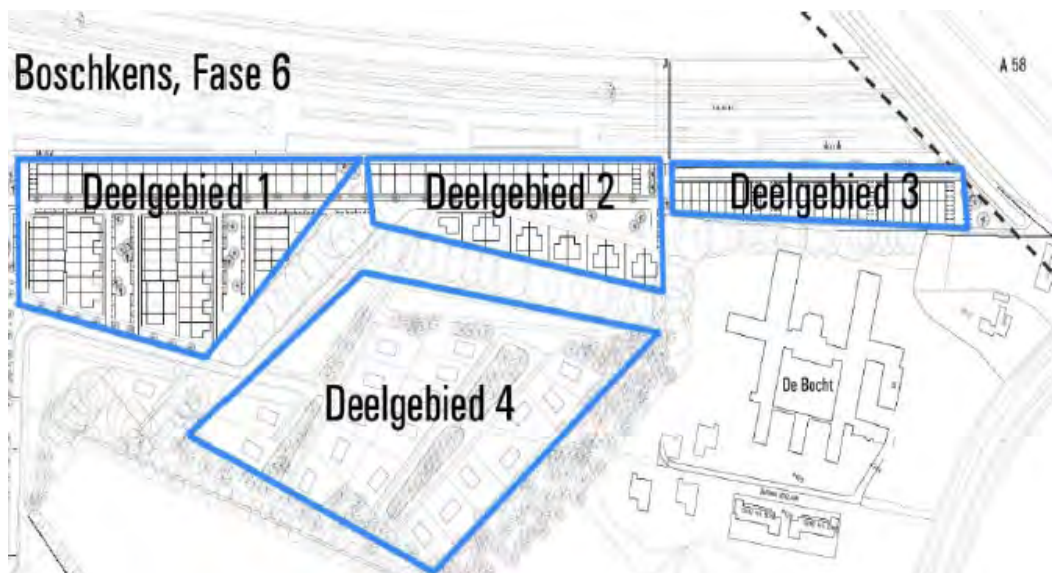 Boschkens, Fase 6
A 58
Deelgebied 1
Deelgebied 2
Deelgebied 3
Deelgebied 4
De Bocht